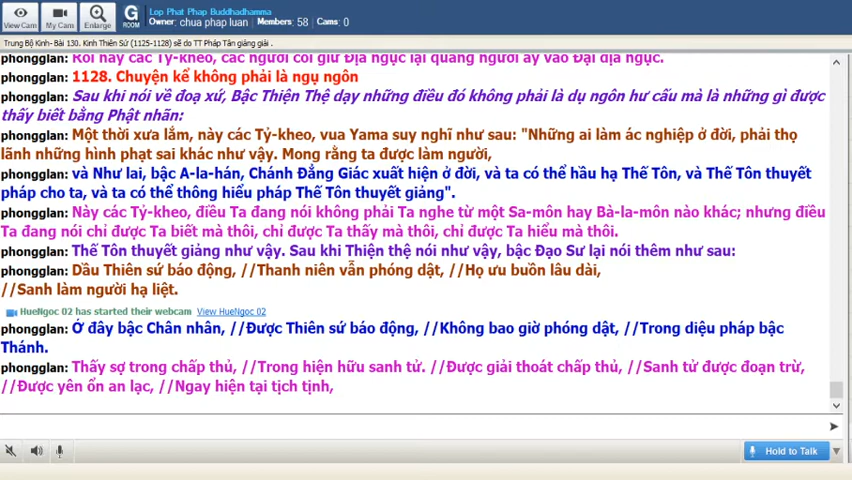 View Cam
My Cams
Enlarge
G
ROOM
Lop Phat Phap Buddhadhamma
Owner: chua phap luan Members: 58 Cams: 0
Trung Bộ Kinh- Bài 130. Kinh Thiên Sứ (1125-1128) sẽ do TT Pháp Tân giảng giải .
phongglan: Rồi này các Tỷ-kheo, các người coi giữ Địa ngục lại quăng người ấy vào Đại địa ngục.
phongglan: 1128. Chuyện kể không phải là ngụ ngôn
phongglan: Sau khi nói về đoạ xứ, Bậc Thiện Thệ dạy những điều đó không phải là dụ ngôn hư cấu mà là những gì được
thấy biết bằng Phật nhãn:
phongglan: Một thời xưa lắm, này các Tỷ-kheo, vua Yama suy nghĩ như sau: "Những ai làm ác nghiệp ở đời, phải thọ
lãnh những hình phạt sai khác như vậy. Mong rằng ta được làm người,
phongglan: và Như lai, bậc A-la-hán, Chánh Đẳng Giác xuất hiện ở đời, và ta có thể hầu hạ Thế Tôn, và Thế Tôn thuyết
pháp cho ta, và ta có thể thông hiểu pháp Thế Tôn thuyết giảng".
phongglan: Này các Tỷ-kheo, điều Ta đang nói không phải Ta nghe từ một Sa-môn hay Bà-la-môn nào khác; nhưng điều
Ta đang nói chỉ được Ta biết mà thôi, chỉ được Ta thấy mà thôi, chỉ được Ta hiểu mà thôi.
phongglan: Thế Tôn thuyết giảng như vậy. Sau khi Thiện thệ nói như vậy, bậc Đạo Sư lại nói thêm như sau:
phongglan: Dầu Thiên sứ báo động, //Thanh niên vẫn phóng dật, //Họ ưu buồn lâu dài,
//Sanh làm người hạ liệt.
HueNgoc 02 has started their webcam View HueNgoc 02
phongglan: Ở đây bậc Chân nhân, //Được Thiên sứ báo động, //Không bao giờ phóng dật, //Trong diệu pháp bậc
Thánh.
phongglan: Thấy sợ trong chấp thủ, //Trong hiện hữu sanh tử. //Được giải thoát chấp thủ, //Sanh tử được đoạn trừ,
//Được yên ổn an lạc, //Ngay hiện tại tịch tịnh,
Hold to Talk